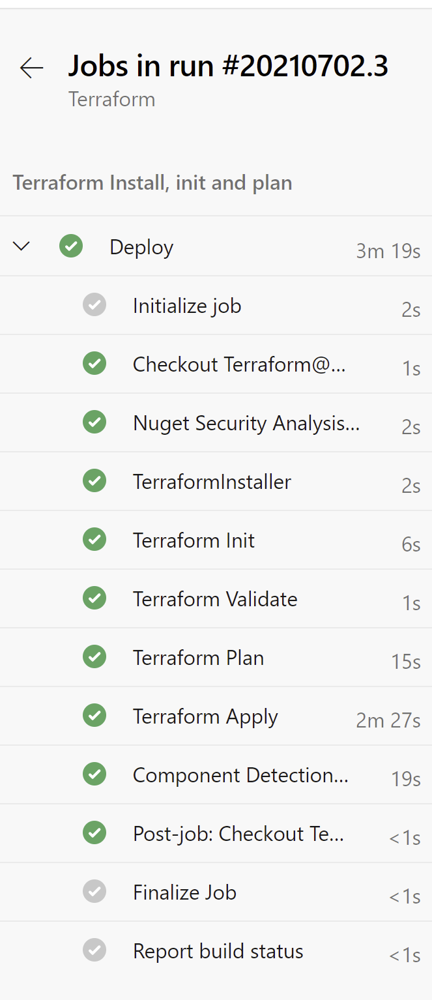 Jobs in run #20210702.3
Terraform
Terraform Install, init and plan
Deploy 3m 19s
Initialize job 2s
Checkout Terraform@... 1s
Nuget Security Analysis... 2s
TerraformInstaller 2s
Terraform Init 6s
Terraform Validate 1s
Terraform Plan 15s
Terraform Apply 2m 27s
Component Detection... 19s
Post-job: Checkout Te... <1s
Finalize Job <1s
Report build status <1s